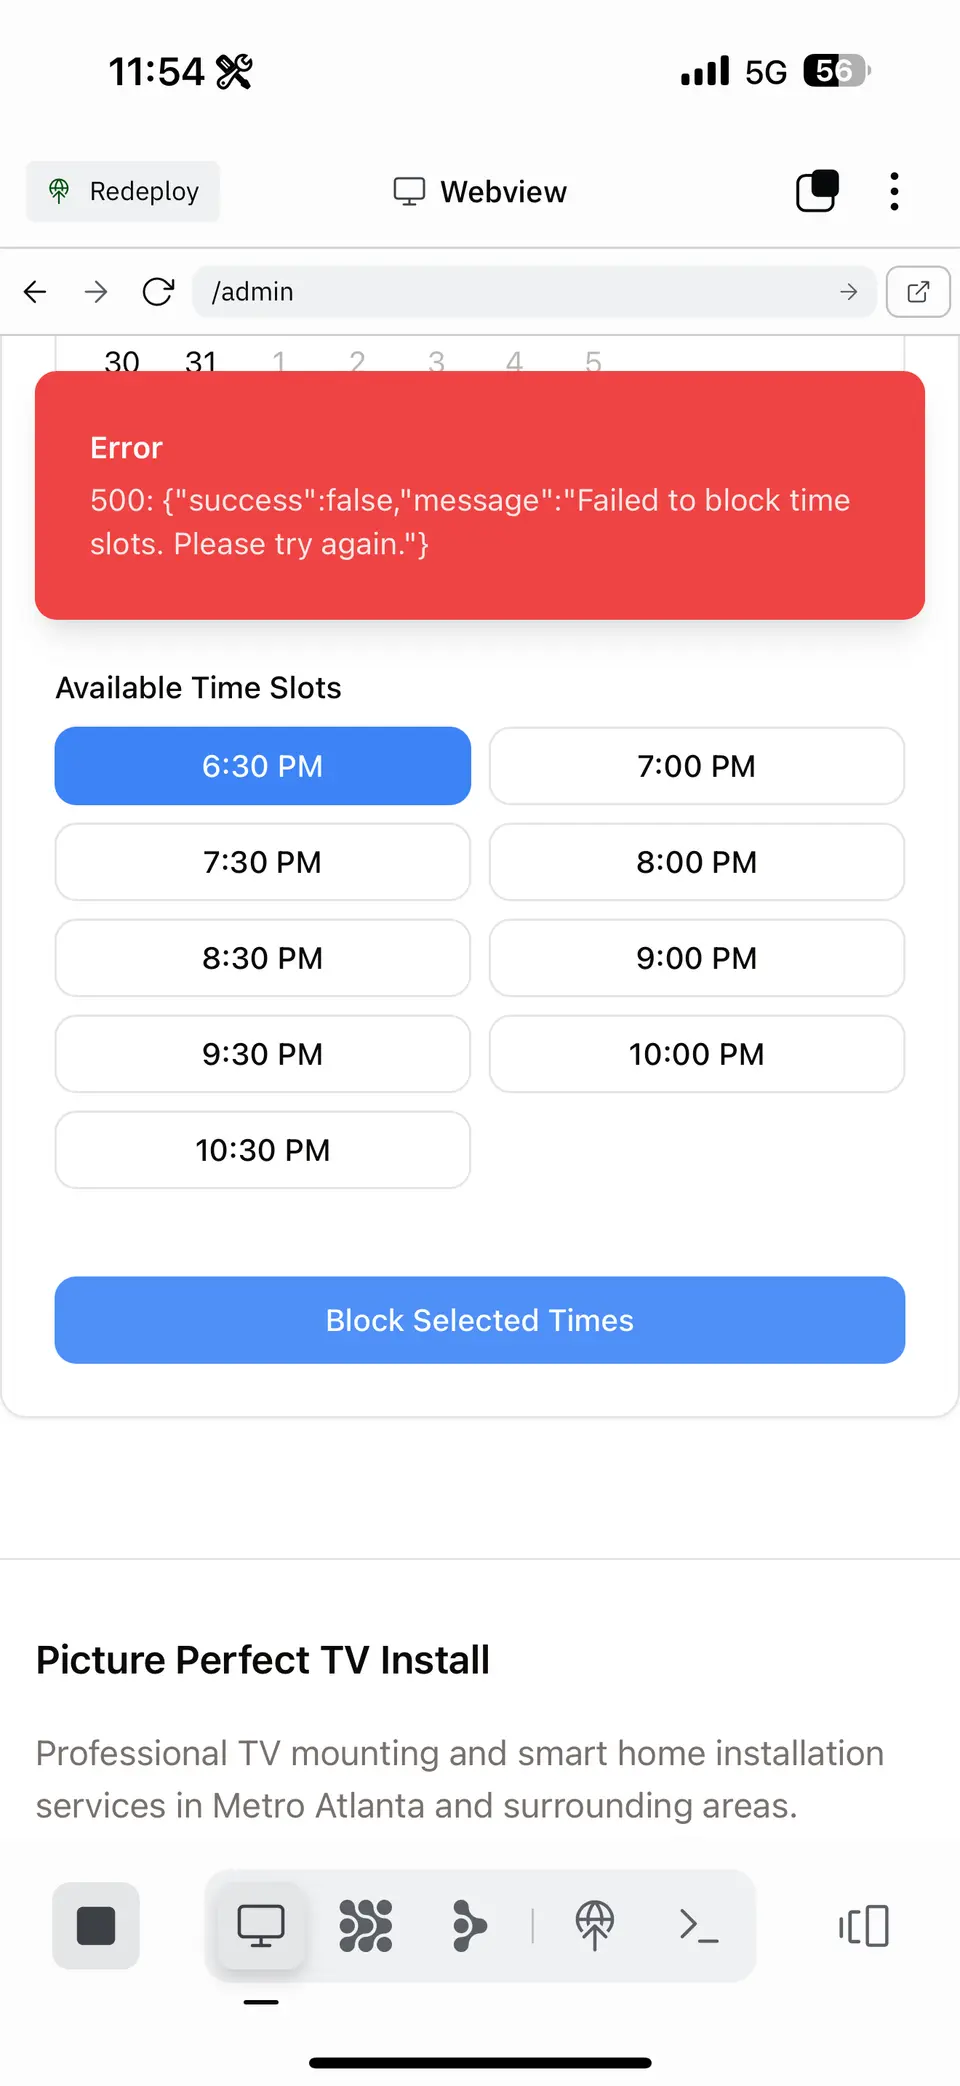 11:54
5G
56
Redeploy
Webview
/admin
30 31 1 2 3 4 5
Error
500: {"success":false,"message":"Failed to block time
slots. Please try again."}
Available Time Slots
6:30 PM
7:00 PM
7:30 PM
8:00 PM
8:30 PM
9:00 PM
9:30 PM
10:00 PM
10:30 PM
Block Selected Times
Picture Perfect TV Install
Professional TV mounting and smart home installation
services in Metro Atlanta and surrounding areas.